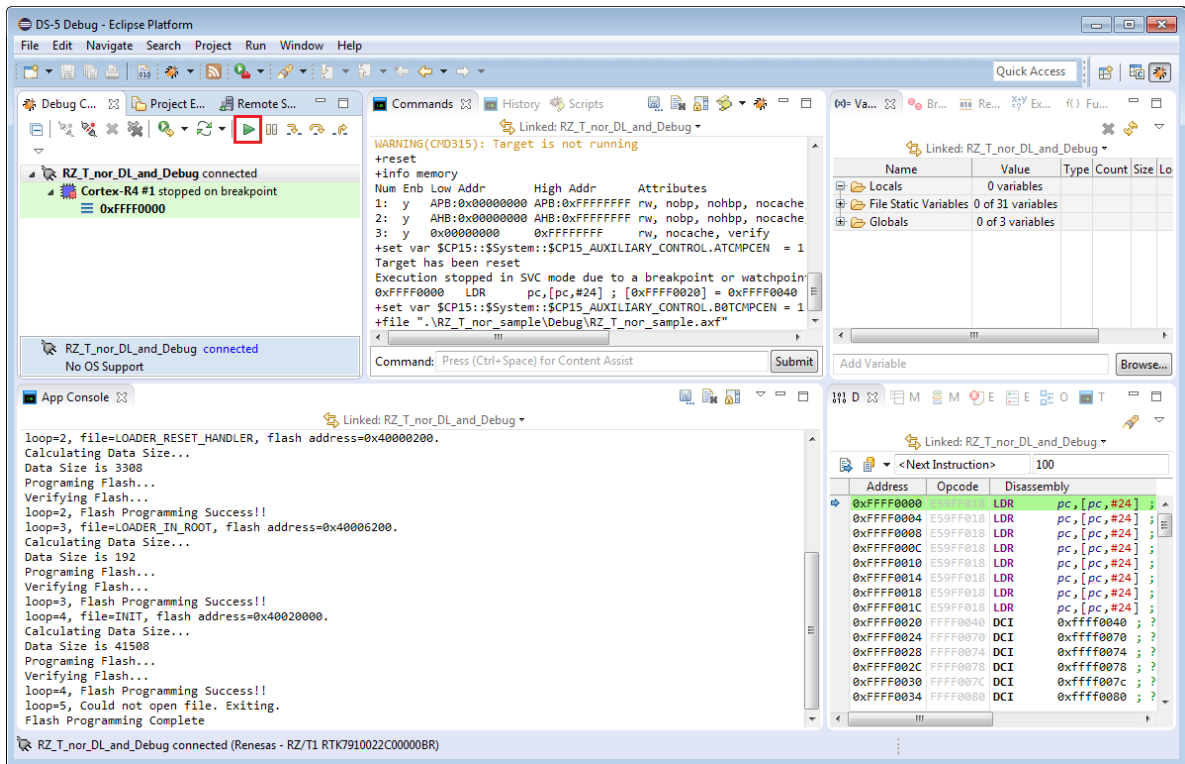 DS-5 Debug - Eclipse Platform
File Edit Navigate Search Project Run Window Help
Quick Access
Debug C... Project E... Remote S...
RZ_T_nor_DL_and_Debug connected
Cortex-R4 #1 stopped on breakpoint
0xFFFF0000
RZ_T_nor_DL_and_Debug connected
No OS Support
Commands History Scripts
Linked: RZ_T_nor_DL_and_Debug
WARNING(CMD315): Target is not running
+reset
+info memory
Num Enb Low Addr High Addr Attributes
1: y APB:0x00000000 APB:0xFFFFFFFF rw, nobp, nohbp, nocache
2: y AHB:0x00000000 AHB:0xFFFFFFFF rw, nobp, nohbp, nocache
3: y 0x00000000 0xFFFFFFFF rw, nocache, verify
+set var $CP15::$System::$CP15_AUXILIARY_CONTROL.ATCMPCEN = 1
Target has been reset
Execution stopped in SVC mode due to a breakpoint or watchpoin
0xFFFF0000 LDR pc,[pc,#24] ; [0xFFFF0020] = 0xFFFF0040
+set var $CP15::$System::$CP15_AUXILIARY_CONTROL.B0TCMPCEN = 1
+file ".\RZ_T_nor_sample\Debug\RZ_T_nor_sample.axf"
Command: Press (Ctrl+Space) for Content Assist Submit
(x)= Va... Br... Re... Ex... f() Fu...
Linked: RZ_T_nor_DL_and_Debug
Name Value Type Count Size Lo
Locals 0 variables
File Static Variables 0 of 31 variables
Globals 0 of 3 variables
Add Variable Browse...
App Console
Linked: RZ_T_nor_DL_and_Debug
loop=2, file=LOADER_RESET_HANDLER, flash address=0x40000200.
Calculating Data Size...
Data Size is 3308
Programing Flash...
Verifying Flash...
loop=2, Flash Programming Success!!
loop=3, file=LOADER_IN_ROOT, flash address=0x40006200.
Calculating Data Size...
Data Size is 192
Programing Flash...
Verifying Flash...
loop=3, Flash Programming Success!!
loop=4, file=INIT, flash address=0x40020000.
Calculating Data Size...
Data Size is 41508
Programing Flash...
Verifying Flash...
loop=4, Flash Programming Success!!
loop=5, Could not open file. Exiting.
Flash Programming Complete
D M M E E O T
Linked: RZ_T_nor_DL_and_Debug
<Next Instruction> 100
Address Opcode Disassembly
0xFFFF0000 E59FF018 LDR pc,[pc,#24] ;
0xFFFF0004 E59FF018 LDR pc,[pc,#24] ;
0xFFFF0008 E59FF018 LDR pc,[pc,#24] ;
0xFFFF000C E59FF018 LDR pc,[pc,#24] ;
0xFFFF0010 E59FF018 LDR pc,[pc,#24] ;
0xFFFF0014 E59FF018 LDR pc,[pc,#24] ;
0xFFFF0018 E59FF018 LDR pc,[pc,#24] ;
0xFFFF001C E59FF018 LDR pc,[pc,#24] ;
0xFFFF0020 FFFF0040 DCI 0xffff0040 ; ?
0xFFFF0024 FFFF0070 DCI 0xffff0070 ; ?
0xFFFF0028 FFFF0074 DCI 0xffff0074 ; ?
0xFFFF002C FFFF0078 DCI 0xffff0078 ; ?
0xFFFF0030 FFFF007C DCI 0xffff007c ; ?
0xFFFF0034 FFFF0080 DCI 0xffff0080 ; ?
RZ_T_nor_DL_and_Debug connected (Renesas - RZ/T1 RTK7910022C00000BR)